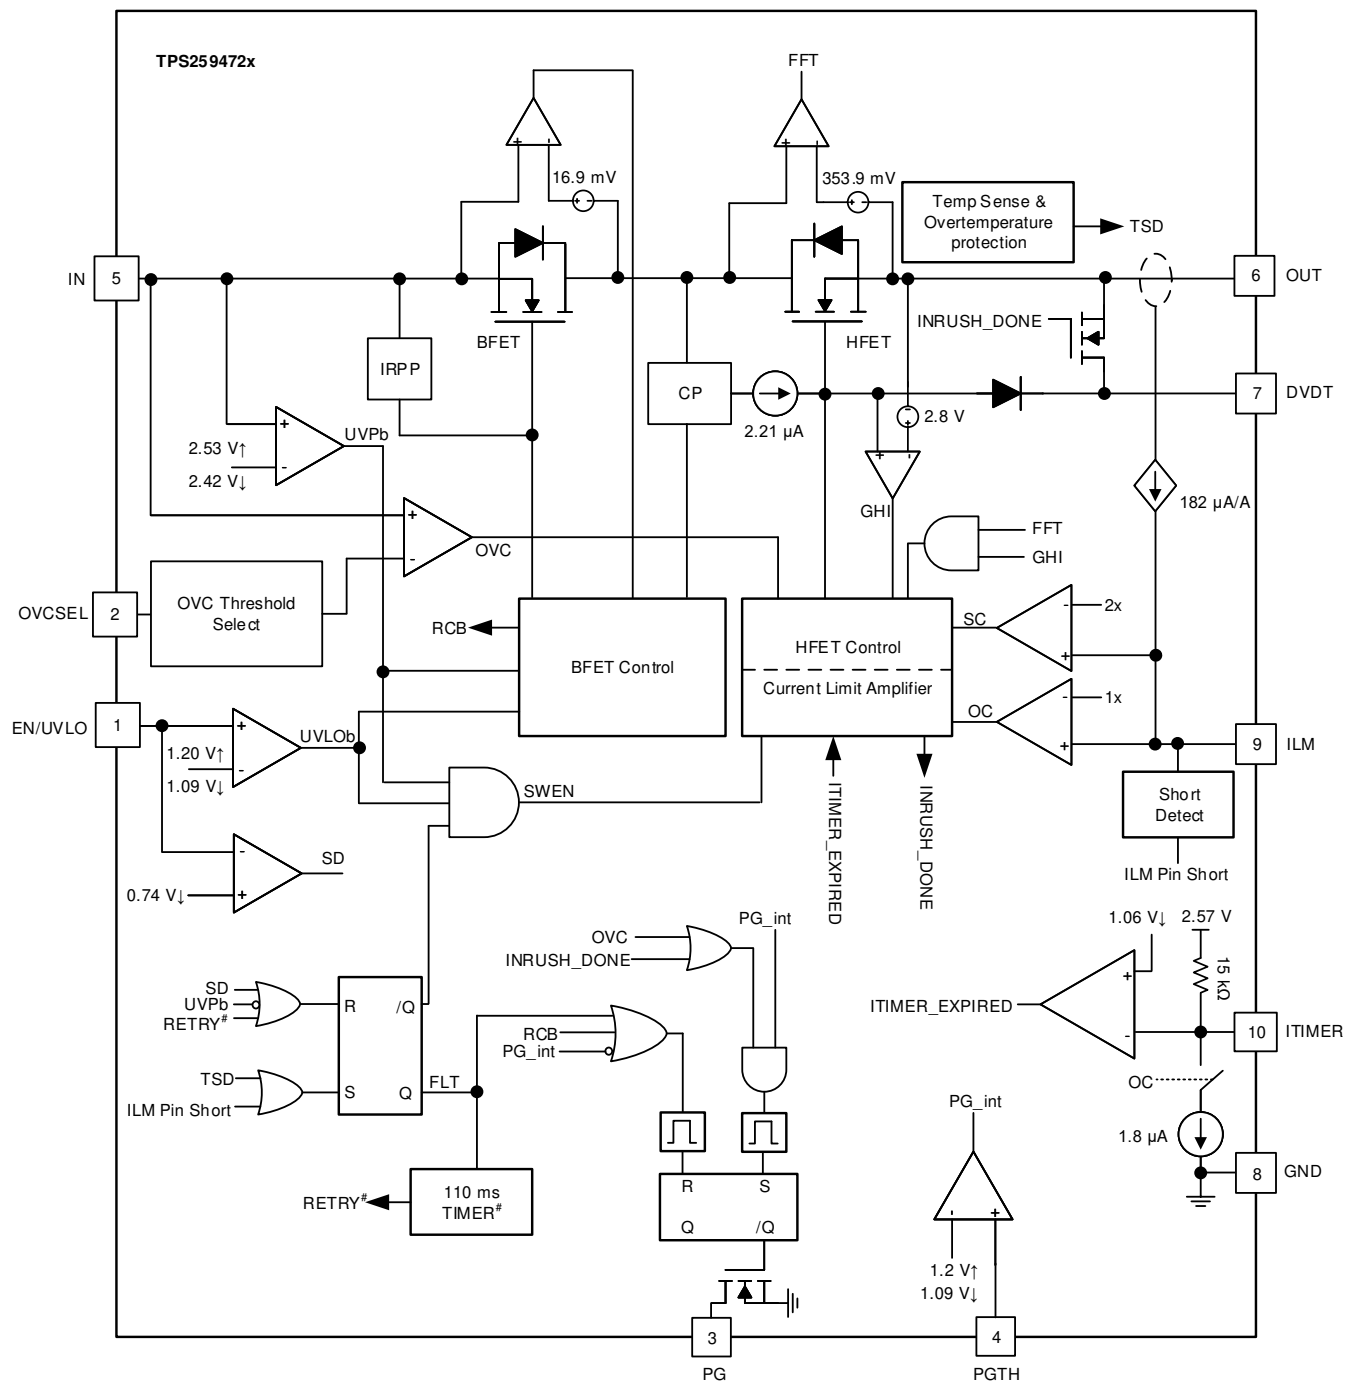 TPS259472x
FFT
16.9 mV
353.9 mV
Temp Sense &
Overtemperature
protection
TSD
IN
5
6
OUT
BFET
HFET
INRUSH_DONE
IRPP
CP
2.21 µA
2.8 V
7
DVDT
UVPb
2.53 V↑
2.42 V↓
+
-
182 µA/A
GHI
OVC
FFT
GHI
OVCSEL
2
OVC Threshold
Select
RCB
BFET Control
HFET Control
Current Limit Amplifier
SC
2x
OC
1x
EN/UVLO
1
UVLOb
1.20 V↑
1.09 V↓
9
ILM
SWEN
ITIMER_EXPIRED
INRUSH_DONE
Short
Detect
ILM Pin Short
SD
0.74 V↓
PG_int
OVC
INRUSH_DONE
1.06 V↓
2.57 V
15 kΩ
ITIMER_EXPIRED
10
ITIMER
SD
UVPb
RETRY#
R
/Q
RCB
PG_int
TSD
ILM Pin Short
S
Q
FLT
OC
1.8 µA
PG_int
8
GND
110 ms
TIMER#
RETRY#
R
S
Q
/Q
1.2 V↑
1.09 V↓
3
PG
4
PGTH